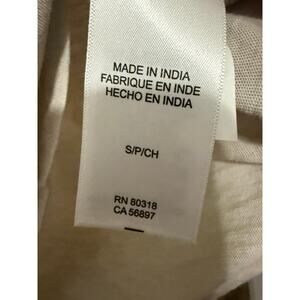 MADE IN INDIA
FABRIQUE EN INDE
HECHO EN INDIA
S/P/CH
RN 80318
CA 56897